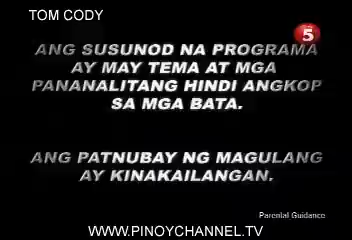 TOM CODY
5
ANG SUSUNOD NA PROGRAMA
AY MAY TEMA AT MGA
PANANALITANG HINDI ANGKOP
SA MGA BATA.
ANG PATNUBAY NG MAGULANG
AY KINAKAILANGAN.
Parental Guidance
WWW.PINOYCHANNEL.TV